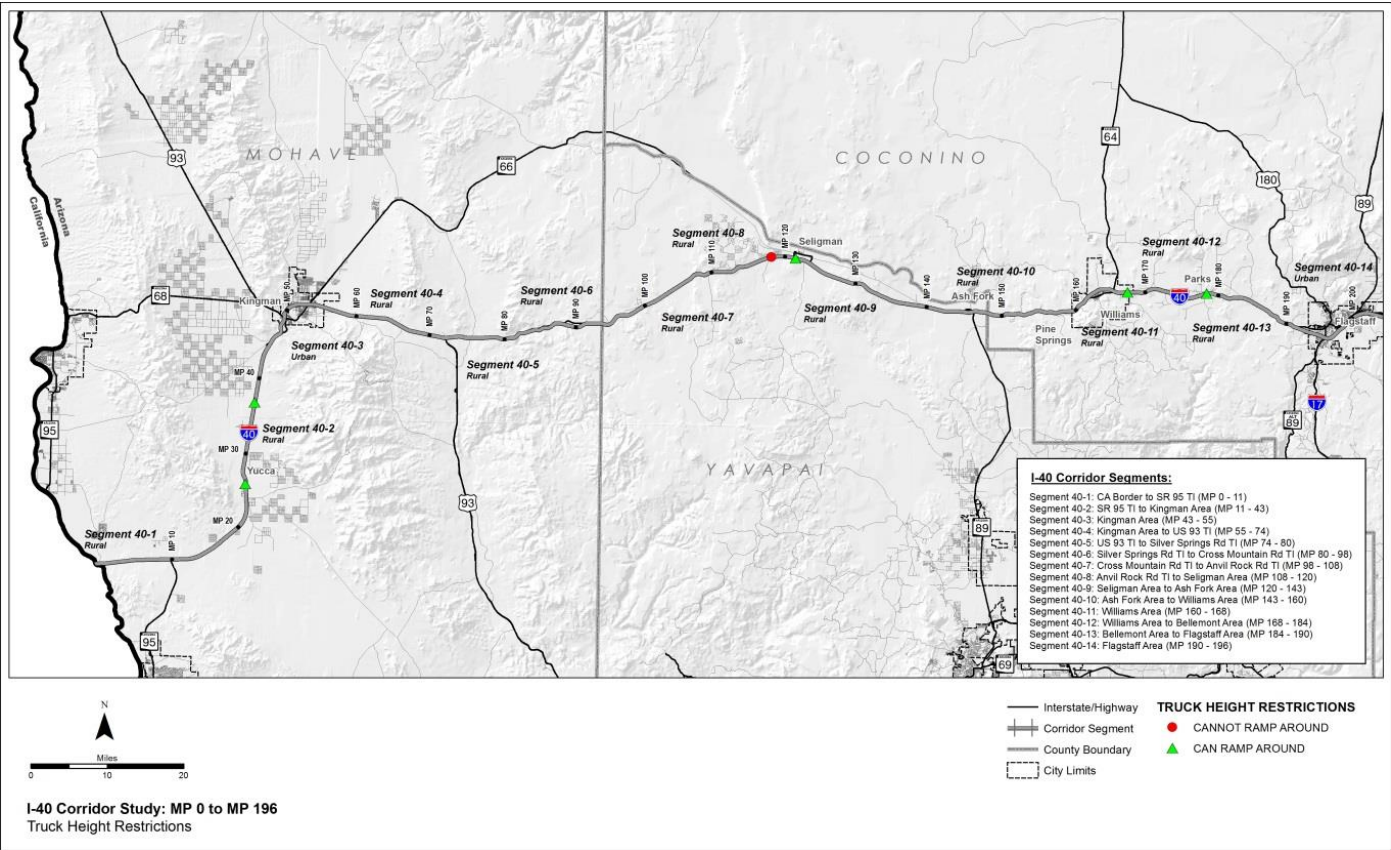 93
MOHAVE
66
COCONINO
64
180
89
Arizona
California
Segment 40-8
Rural
MP 110
MP 120
Seligman
MP 130
Segment 40-12
Rural
MP 170
Parks
MP 180
Segment 40-14
Urban
68
Kingman
MP 50
MP 60
Segment 40-4
Rural
MP 70
Segment 40-6
Rural
MP 80
MP 90
MP 100
Segment 40-7
Rural
Segment 40-9
Rural
MP 140
Segment 40-10
Rural
Ash Fork
MP 150
MP 160
40
Williams
MP 190
MP 200
Flagstaff
Segment 40-3
Urban
Segment 40-5
Rural
Pine
Springs
Segment 40-11
Rural
Segment 40-13
Rural
MP 40
95
40
Segment 40-2
Rural
MP 30
Yucca
17
ALT
89
YAVAPAI
93
MP 20
Segment 40-1
Rural
MP 10
89
95
69
I-40 Corridor Segments:
Segment 40-1: CA Border to SR 95 TI (MP 0 - 11)
Segment 40-2: SR 95 TI to Kingman Area (MP 11 - 43)
Segment 40-3: Kingman Area (MP 43 - 55)
Segment 40-4: Kingman Area to US 93 TI (MP 55 - 74)
Segment 40-5: US 93 TI to Silver Springs Rd TI (MP 74 - 80)
Segment 40-6: Silver Springs Rd TI to Cross Mountain Rd TI (MP 80 - 98)
Segment 40-7: Cross Mountain Rd TI to Anvil Rock Rd TI (MP 98 - 108)
Segment 40-8: Anvil Rock Rd TI to Seligman Area (MP 108 - 120)
Segment 40-9: Seligman Area to Ash Fork Area (MP 120 - 143)
Segment 40-10: Ash Fork Area to Williams Area (MP 143 - 160)
Segment 40-11: Williams Area (MP 160 - 168)
Segment 40-12: Williams Area to Bellemont Area (MP 168 - 184)
Segment 40-13: Bellemont Area to Flagstaff Area (MP 184 - 190)
Segment 40-14: Flagstaff Area (MP 190 - 196)
N
Miles
0 10 20
Interstate/Highway
Corridor Segment
County Boundary
City Limits
TRUCK HEIGHT RESTRICTIONS
CANNOT RAMP AROUND
CAN RAMP AROUND
I-40 Corridor Study: MP 0 to MP 196
Truck Height Restrictions